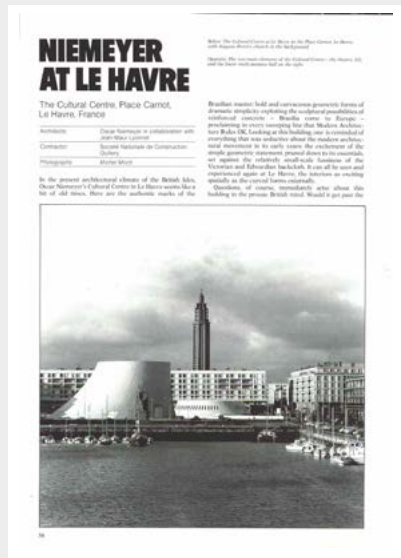 NIEMEYER
AT LE HAVRE
The Cultural Centre, Place Carnot,
Le Havre, France
Architects Oscar Niemeyer in collaboration with
Jean-Maur Lyonnet
Contractor Société Nationale de Construction
Quillery
Photographs Michel Moch
In the present architectural climate of the British Isles,
Oscar Niemeyer's Cultural Centre in Le Havre seems like a
bit of old times. Here are the authentic marks of the
Below: The Cultural Centre at Le Havre in the Place Carnot, Le Havre,
with Auguste Perret's church in the background
Opposite: The two main elements of the Cultural Centre – the theatre, left,
and the lower multi-purpose hall on the right.
Brazilian master: bold and curvaceous geometric forms of
dramatic simplicity exploiting the sculptural possibilities of
reinforced concrete – Brasilia come to Europe –
proclaiming in every sweeping line that Modern Architec-
ture Rules OK. Looking at this building, one is reminded of
everything that was seductive about the modern architec-
tural movement in its early years: the excitement of the
simple geometric statement pruned down to its essentials,
set against the relatively small-scale fussiness of the
Victorian and Edwardian backcloth. It can all be seen and
experienced again at Le Havre, the interiors as exciting
spatially as the curved forms externally.
Questions, of course, immediately arise about this
building in the present British mind. Would it get past the